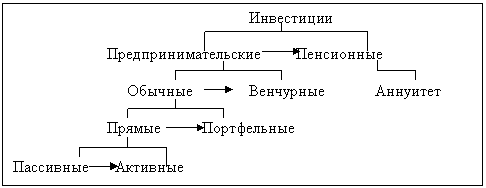 Инвестиции
Предпринимательские Пенсионные
Обычные Венчурные Аннуитет
Прямые Портфельные
Пассивные Активные